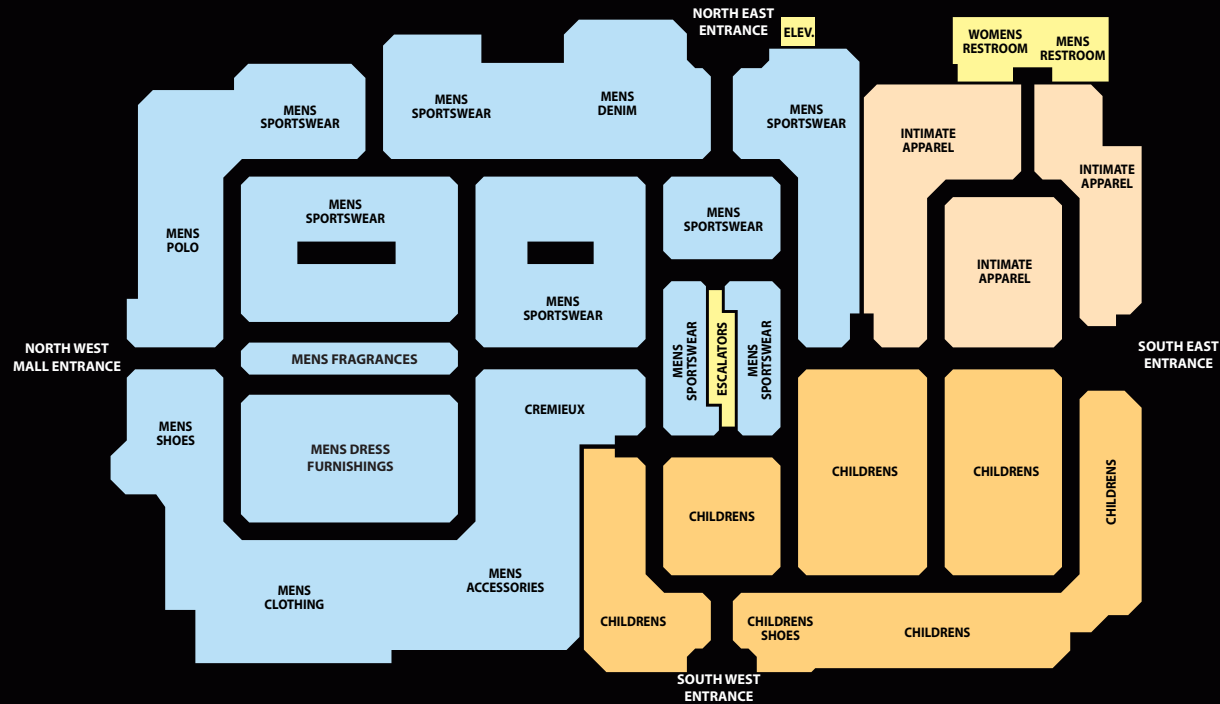 NORTH EAST
ENTRANCE
ELEV.
WOMENS
RESTROOM
MENS
RESTROOM
MENS
SPORTSWEAR
MENS
SPORTSWEAR
MENS
DENIM
MENS
SPORTSWEAR
INTIMATE
APPAREL
INTIMATE
APPAREL
MENS
POLO
MENS
SPORTSWEAR
MENS
SPORTSWEAR
MENS
SPORTSWEAR
INTIMATE
APPAREL
NORTH WEST
MALL ENTRANCE
MENS FRAGRANCES
MENS
SPORTSWEAR
ESCALATORS
MENS
SPORTSWEAR
SOUTH EAST
ENTRANCE
MENS
SHOES
MENS DRESS
FURNISHINGS
CREMIEUX
CHILDRENS
CHILDRENS
CHILDRENS
CHILDRENS
MENS
CLOTHING
MENS
ACCESSORIES
CHILDRENS
CHILDRENS
SHOES
CHILDRENS
SOUTH WEST
ENTRANCE